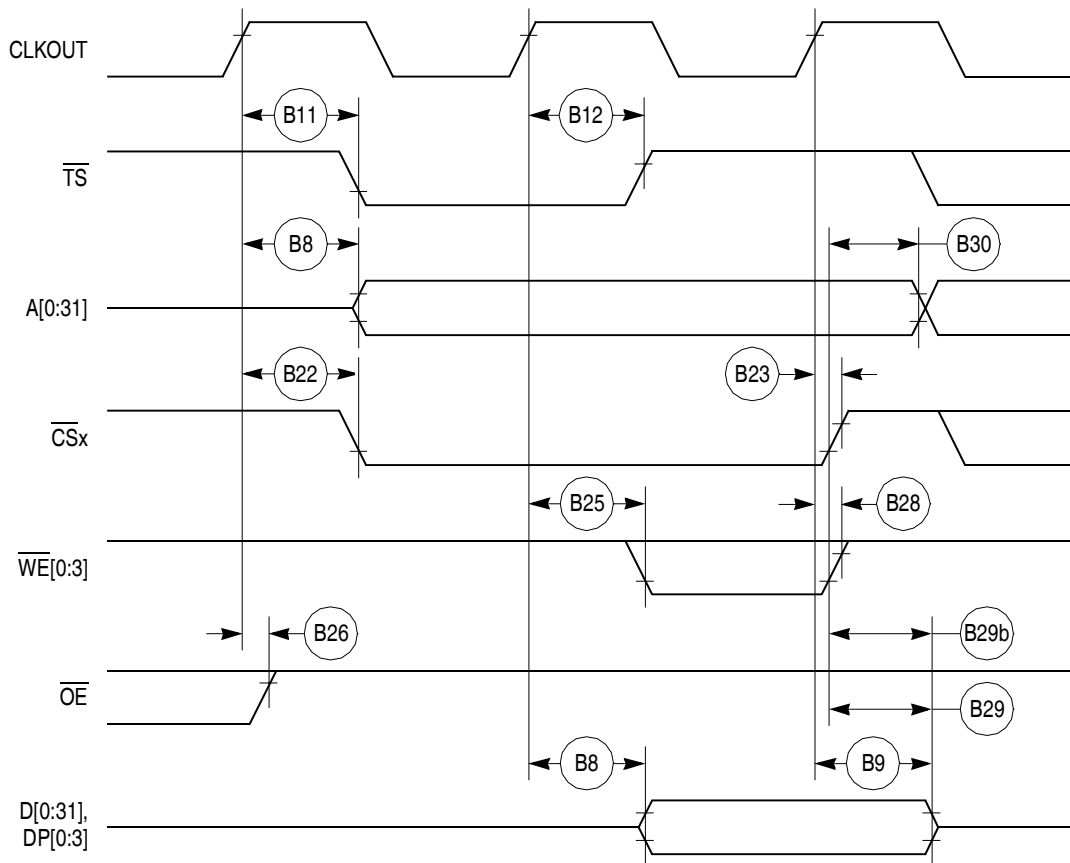 CLKOUT
B11
B12
TS
B8
B30
A[0:31]
B22
B23
CSx
B25
B28
WE[0:3]
B26
B29b
OE
B29
B8
B9
D[0:31],
DP[0:3]